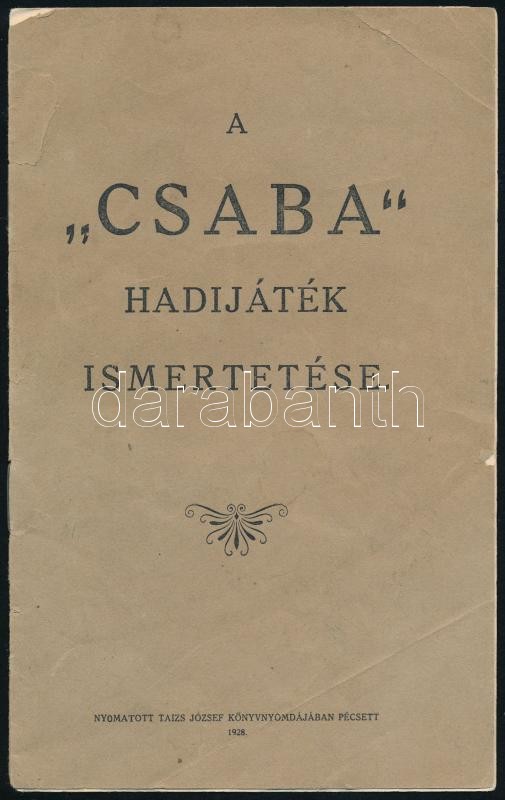 A
„CSABA“
HADIJÁTÉK
ISMERTETÉSE.
darabanth
NYOMATOTT TAIZS JÓZSEF KÖNYVNYOMDÁJÁBAN PÉCSETT
1928.